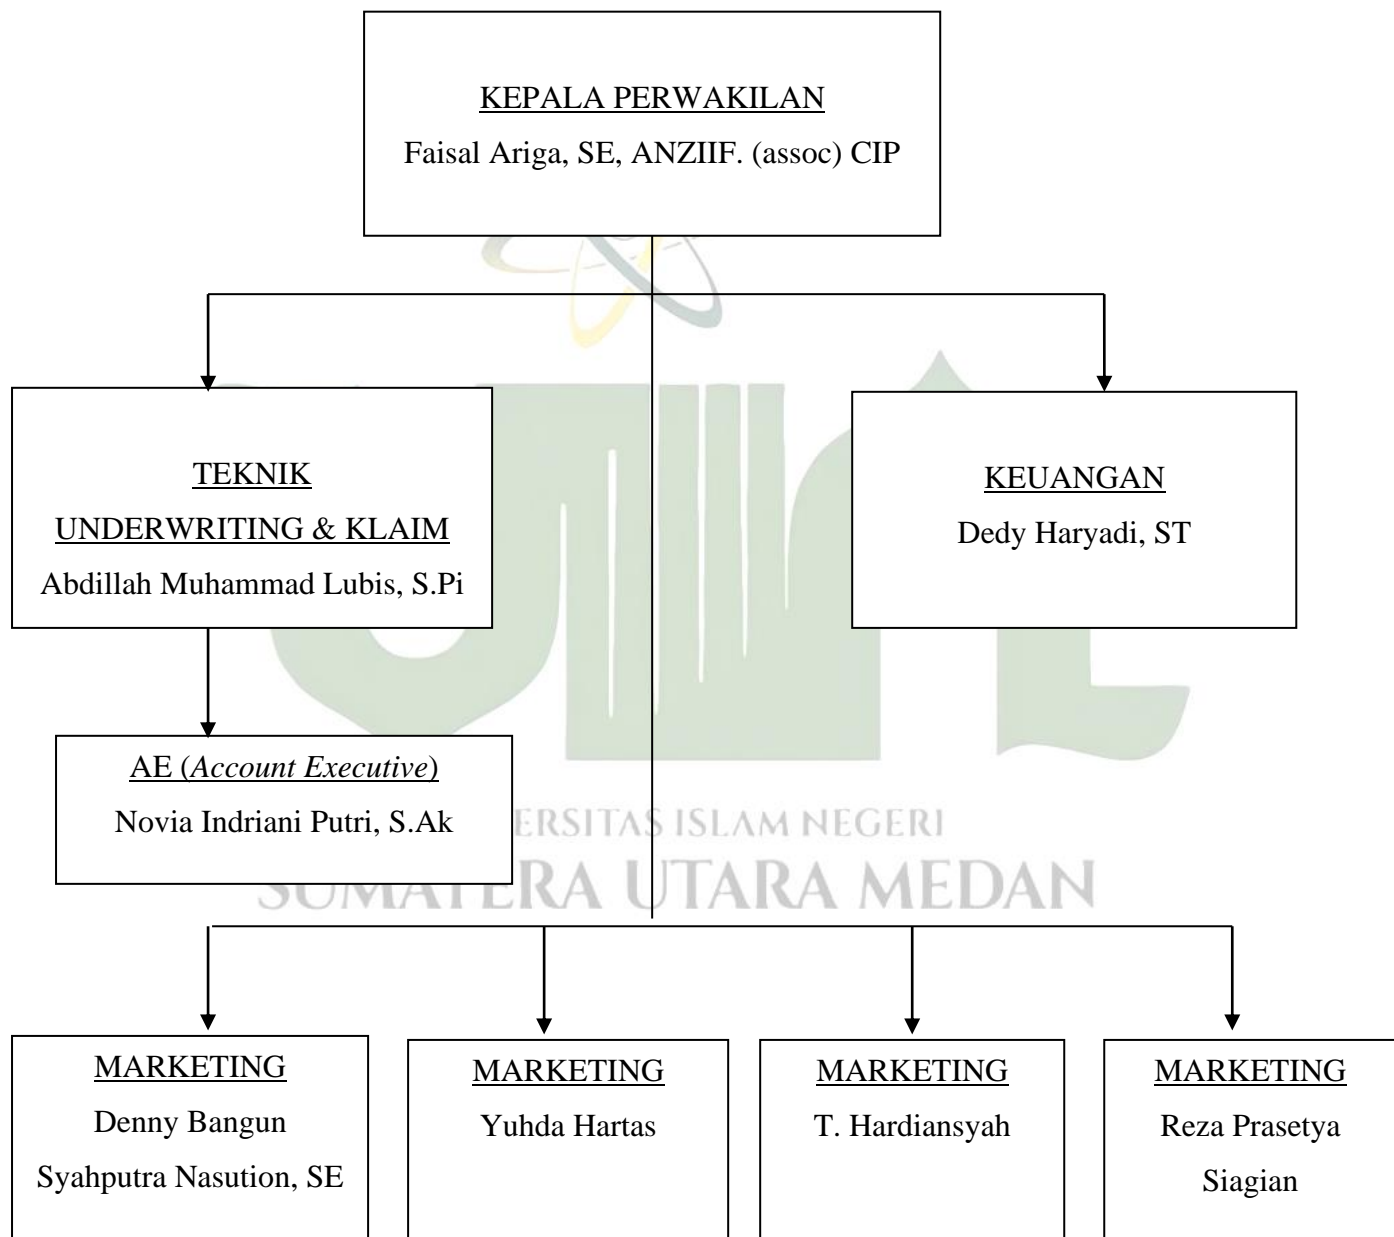 KEPALA PERWAKILAN
Faisal Ariga, SE, ANZIIF. (assoc) CIP
TEKNIK
UNDERWRITING & KLAIM
Abdillah Muhammad Lubis, S.Pi
KEUANGAN
Dedy Haryadi, ST
AE (Account Executive)
Novia Indriani Putri, S.Ak
ERSITAS ISLAM NEGERI
SUMATERA UTARA MEDAN
MARKETING
Denny Bangun
Syahputra Nasution, SE
MARKETING
Yuhda Hartas
MARKETING
T. Hardiansyah
MARKETING
Reza Prasetya
Siagian